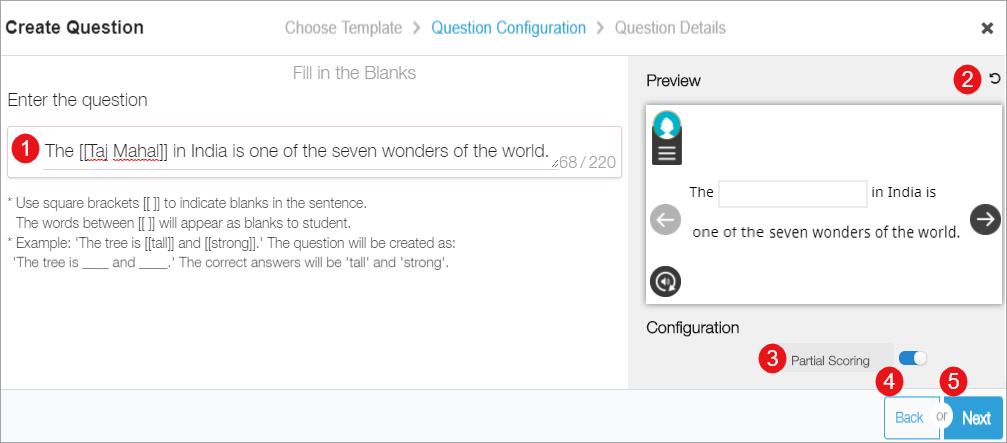 Create Question
Choose Template > Question Configuration > Question Details ×
Fill in the Blanks
Enter the question
1 The [[Taj Mahal]] in India is one of the seven wonders of the world.
68 / 220
* Use square brackets [[ ]] to indicate blanks in the sentence.
The words between [[ ]] will appear as blanks to student.
* Example: 'The tree is [[tall]] and [[strong]].' The question will be created as:
'The tree is ____ and ____.' The correct answers will be 'tall' and 'strong'.
Preview 2
The in India is
one of the seven wonders of the world.
Configuration
3 Partial Scoring
4 5
Back or Next